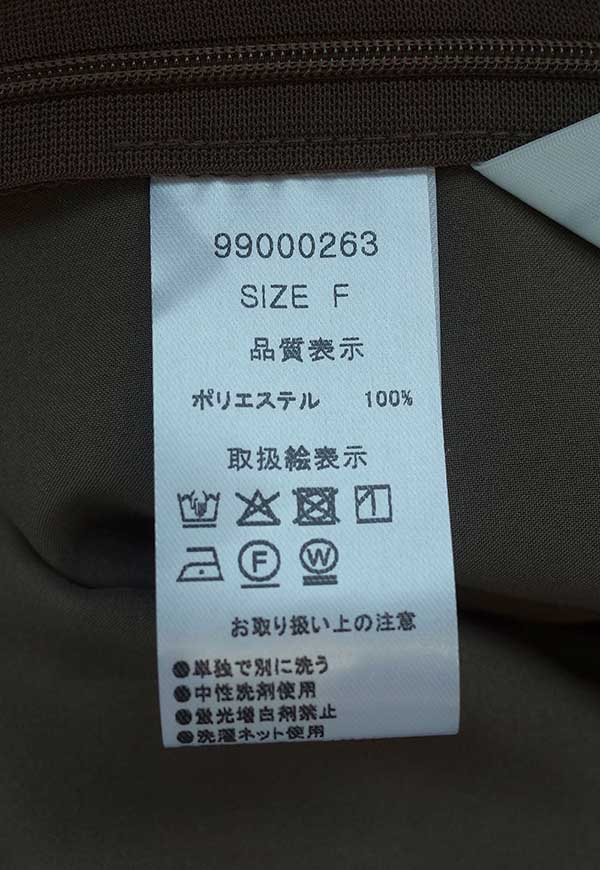 99000263
SIZE F
品質表示
ポリエステル 100%
取扱絵表示
F W
お取り扱い上の注意
●単独で別に洗う
●中性洗剤使用
●蛍光増白剤禁止
●洗濯ネット使用